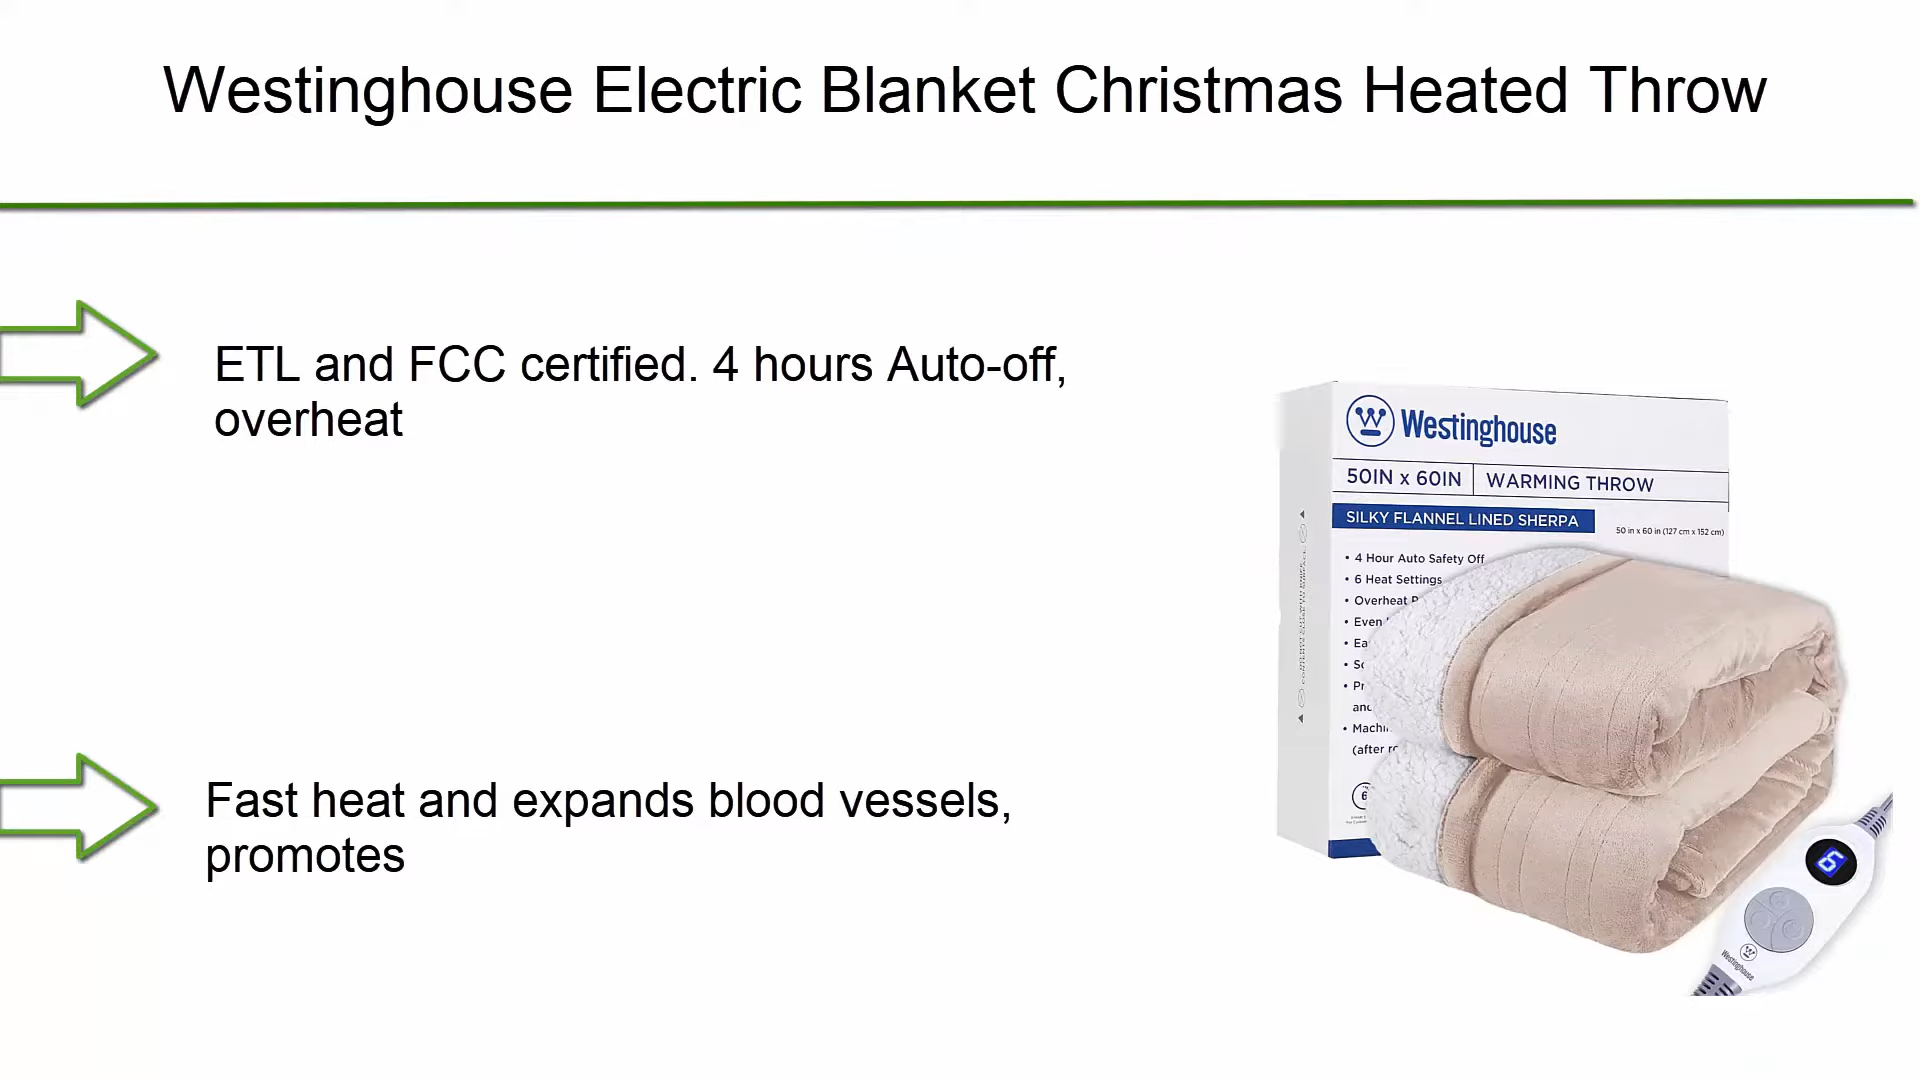 Westinghouse Electric Blanket Christmas Heated Throw
ETL and FCC certified. 4 hours Auto-off,
overheat
Fast heat and expands blood vessels,
promotes
Westinghouse
50IN x 60IN WARMING THROW
SILKY FLANNEL LINED SHERPA
50 in x 60 in (127 cm x 152 cm)
• 4 Hour Auto Safety Off
• 6 Heat Settings
• Overheat
• Even
6
Westinghouse